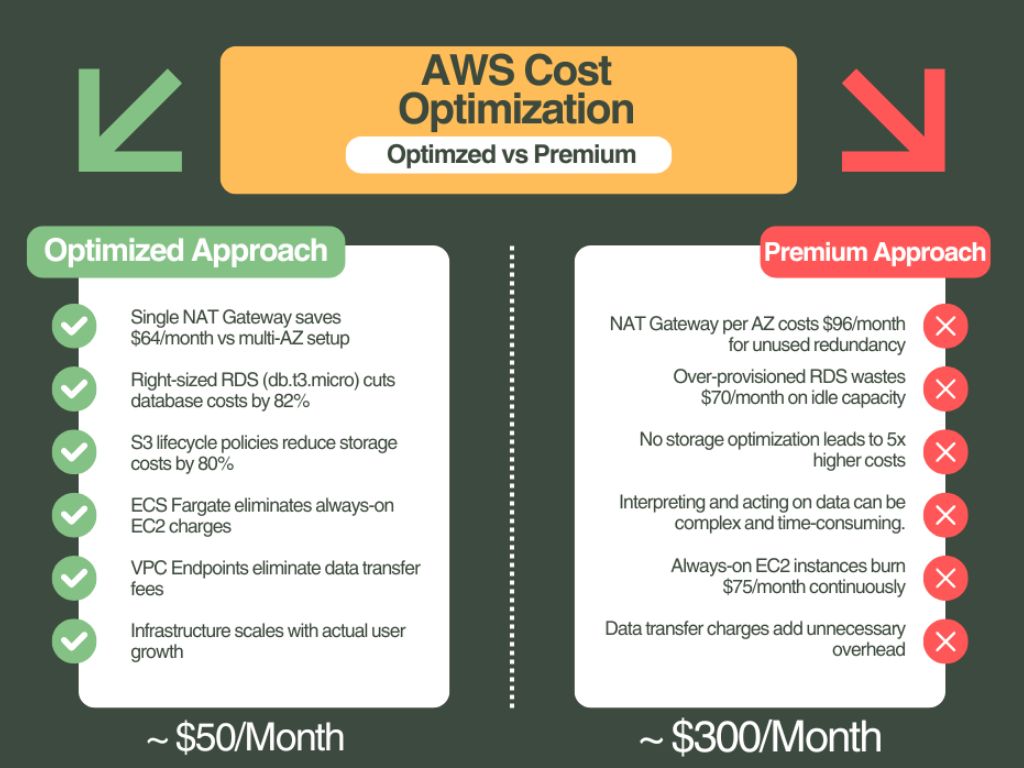 AWS Cost
Optimization
Optimzed vs Premium
Optimized Approach
Single NAT Gateway saves
$64/month vs multi-AZ setup
Right-sized RDS (db.t3.micro) cuts
database costs by 82%
S3 lifecycle policies reduce storage
costs by 80%
ECS Fargate eliminates always-on
EC2 charges
VPC Endpoints eliminate data transfer
fees
Infrastructure scales with actual user
growth
~ $50/Month
Premium Approach
NAT Gateway per AZ costs $96/month
for unused redundancy
Over-provisioned RDS wastes
$70/month on idle capacity
No storage optimization leads to 5x
higher costs
Interpreting and acting on data can be
complex and time-consuming.
Always-on EC2 instances burn
$75/month continuously
Data transfer charges add unnecessary
overhead
~ $300/Month